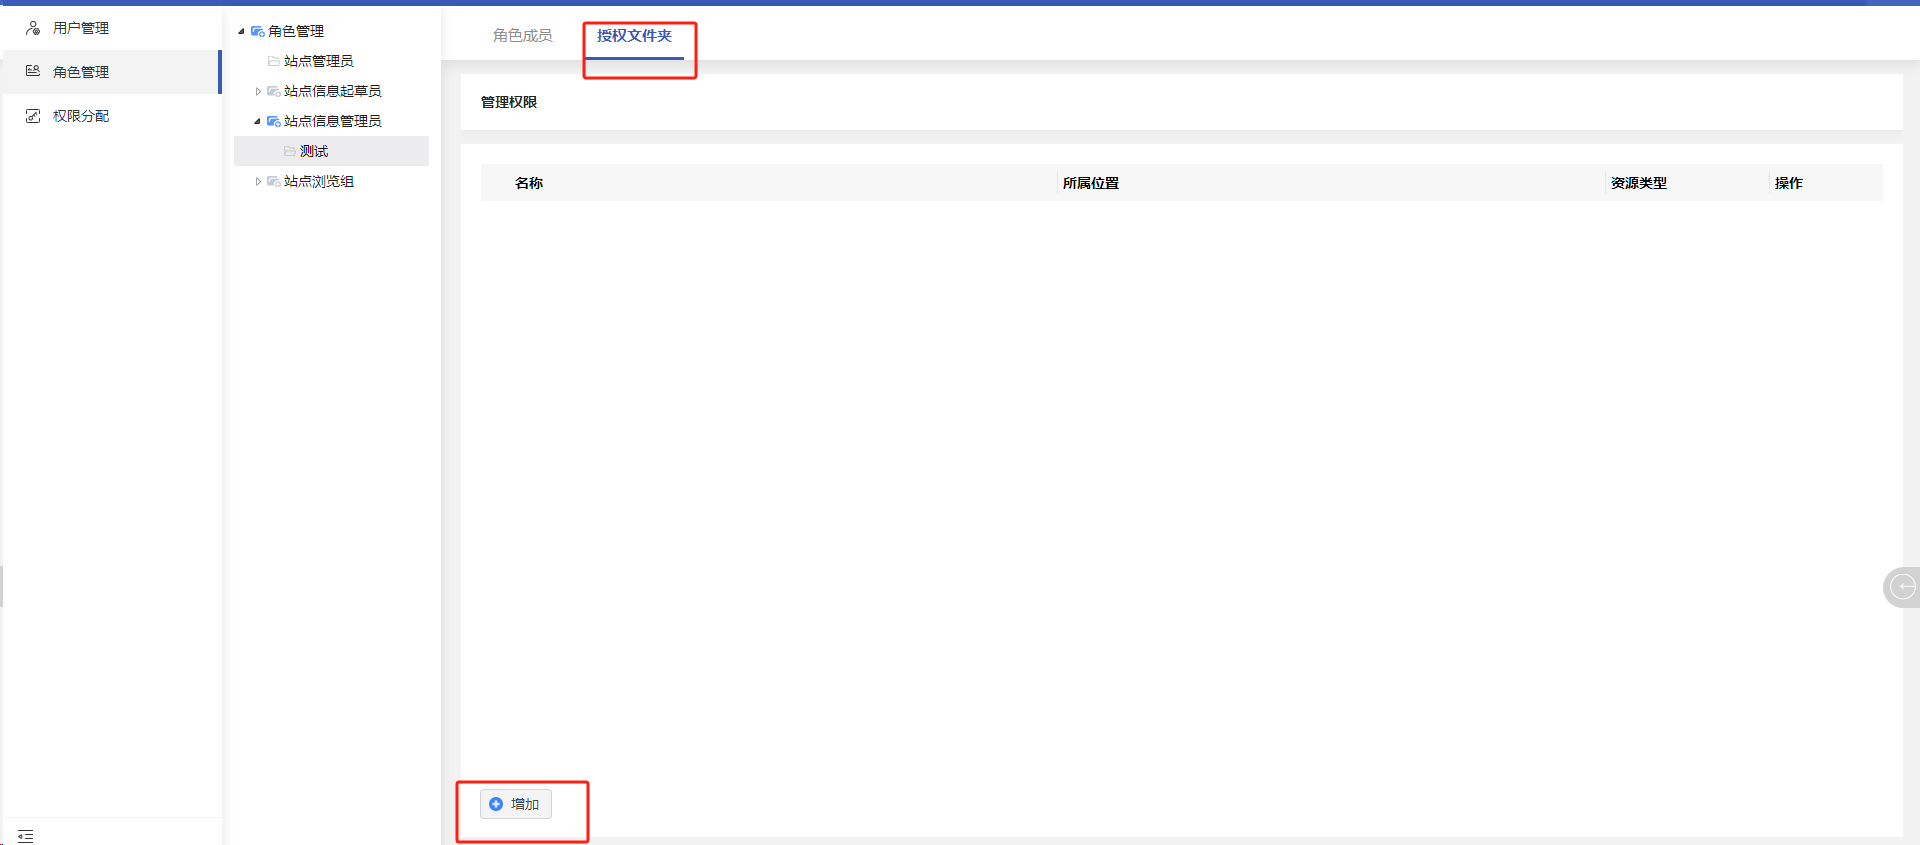 用户管理
角色管理
权限分配
角色管理
站点管理员
站点信息起草员
站点信息管理员
测试
站点浏览组
角色成员
授权文件夹
管理权限
名称
所属位置
资源类型
操作
增加